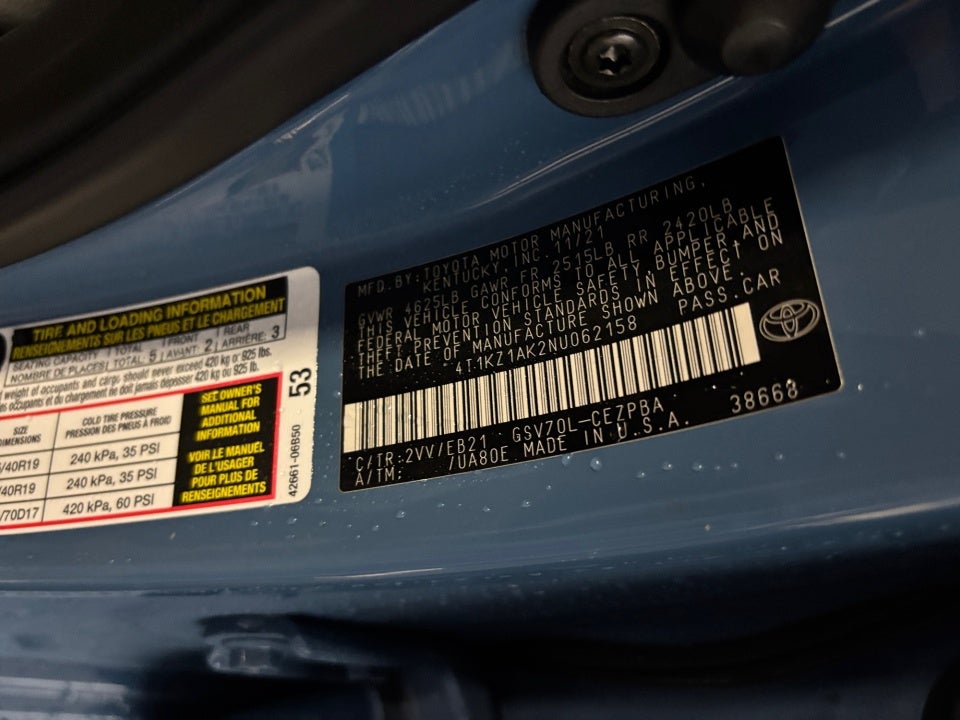 TIRE AND LOADING INFORMATION
RENSEIGNEMENTS SUR LES PNEUS ET LE CHARGEMENT
SEATING CAPACITY TOTAL FRONT REAR
NOMBRE DE PLACES TOTAL: 5 AVANT: 2 ARRIÈRE: 3
weight of occupants and cargo should never exceed 420 kg or 925 lbs.
occupants et du chargement ne doit jamais dépasser 420 kg ou 925 lb.
SIZE
DIMENSIONS
COLD TIRE PRESSURE
PRESSION DES PNEUS À FROID
/40R19 240 kPa, 35 PSI
/40R19 240 kPa, 35 PSI
/70D17 420 kPa, 60 PSI
SEE OWNER'S
MANUAL FOR
ADDITIONAL
INFORMATION
VOIR LE MANUEL
DE L'USAGER
POUR PLUS DE
RENSEIGNEMENTS
53
42661-06B50
MFD.BY:TOYOTA MOTOR MANUFACTURING,
KENTUCKY, INC. 11/21
GVWR 4625LB GAWR FR 2515LB RR 2420LB
THIS VEHICLE CONFORMS TO ALL APPLICABLE
FEDERAL MOTOR VEHICLE SAFETY, BUMPER, AND
THEFT PREVENTION STANDARDS IN EFFECT ON
THE DATE OF MANUFACTURE SHOWN ABOVE.
4T1KZ1AK2NU062158 PASS.CAR
C/TR:2VV/EB21 GSV70L-CEZPBA
A/TM: /UA80E MADE IN U.S.A. 38668